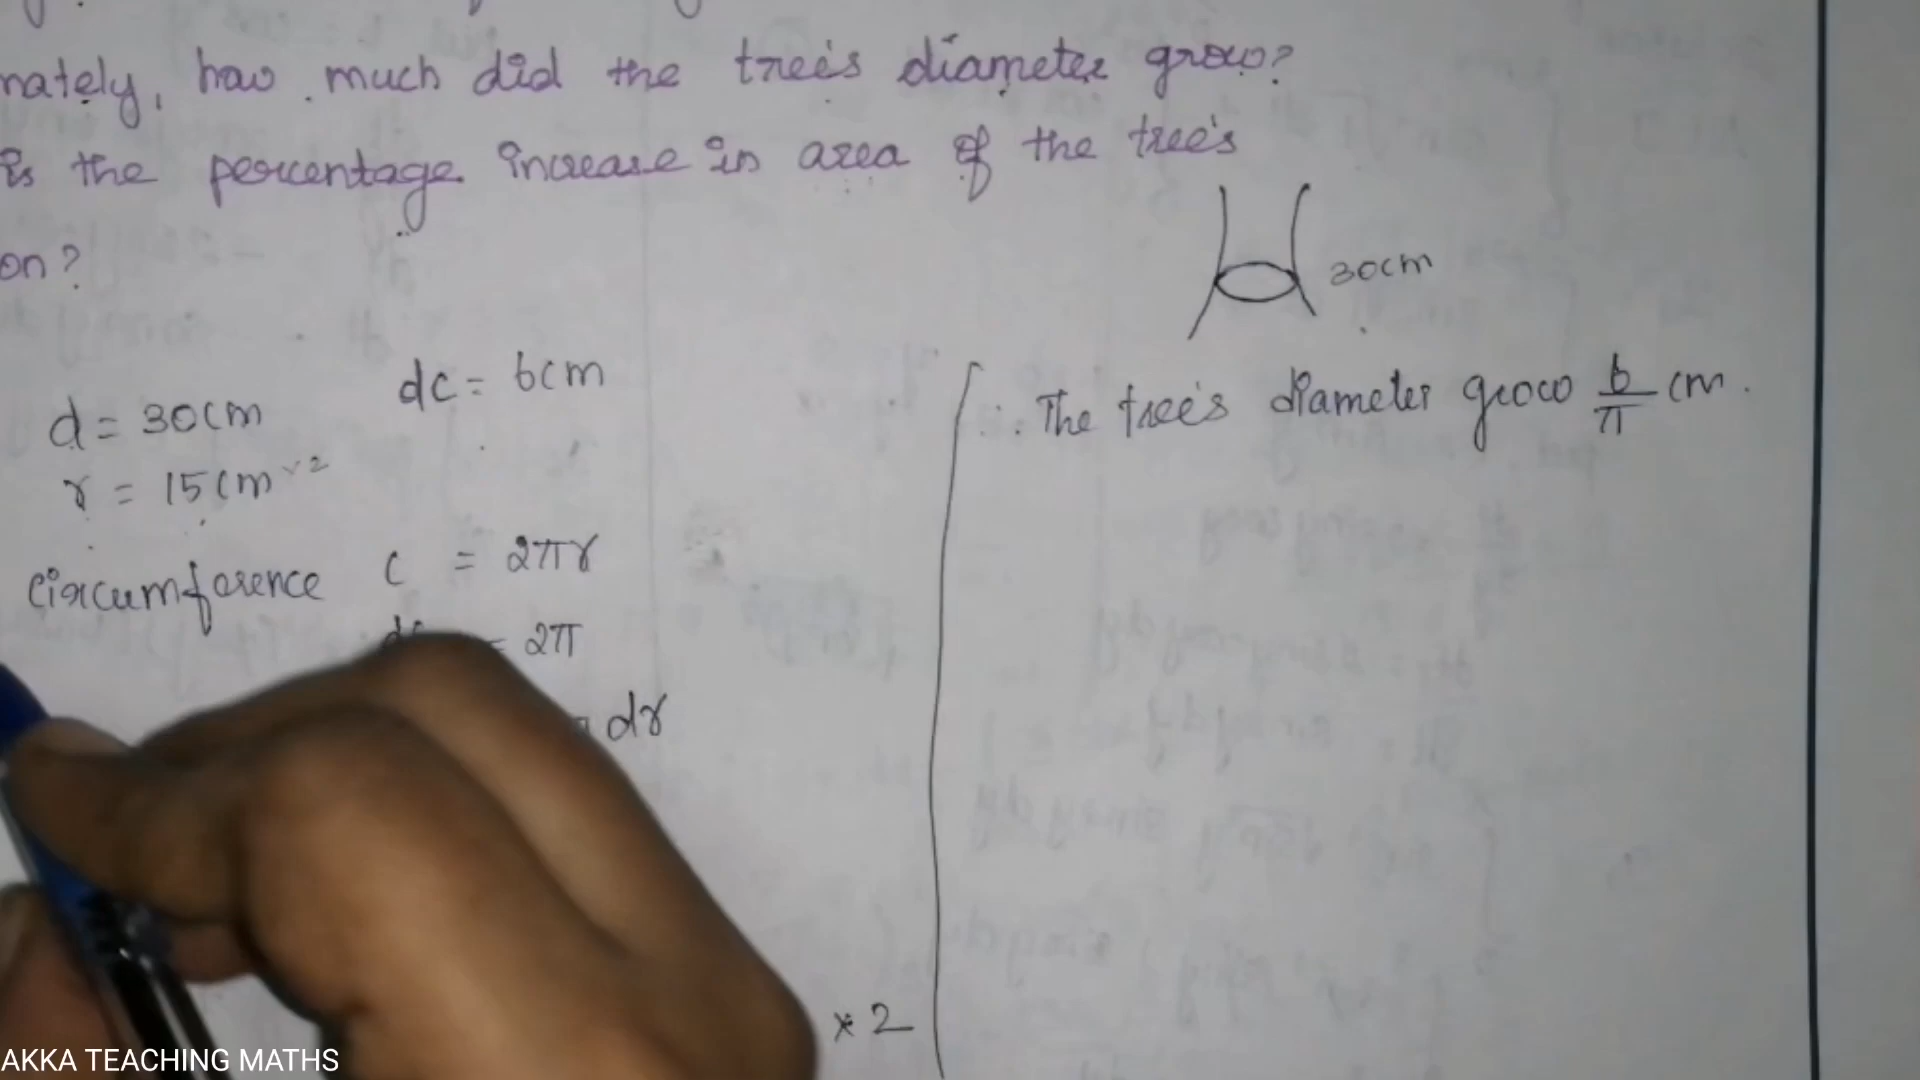 nately, how much did the tree's diameter grow?
is the percentage increase in area of the tree's
on?
30cm
d = 30cm
dc = 6cm
r = 15cm
Circumference c = 2πr
= 2π
dr
× 2
∴ The tree's diameter grow 6/π cm.
AKKA TEACHING MATHS